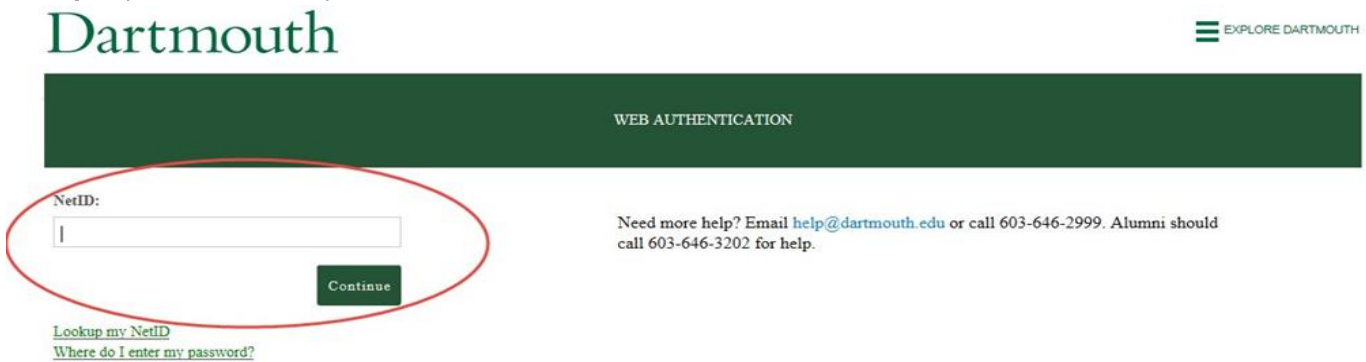 Dartmouth
EXPLORE DARTMOUTH
WEB AUTHENTICATION
NetID:
Need more help? Email help@dartmouth.edu or call 603-646-2999. Alumni should
call 603-646-3202 for help.
Continue
Lookup my NetID
Where do I enter my password?